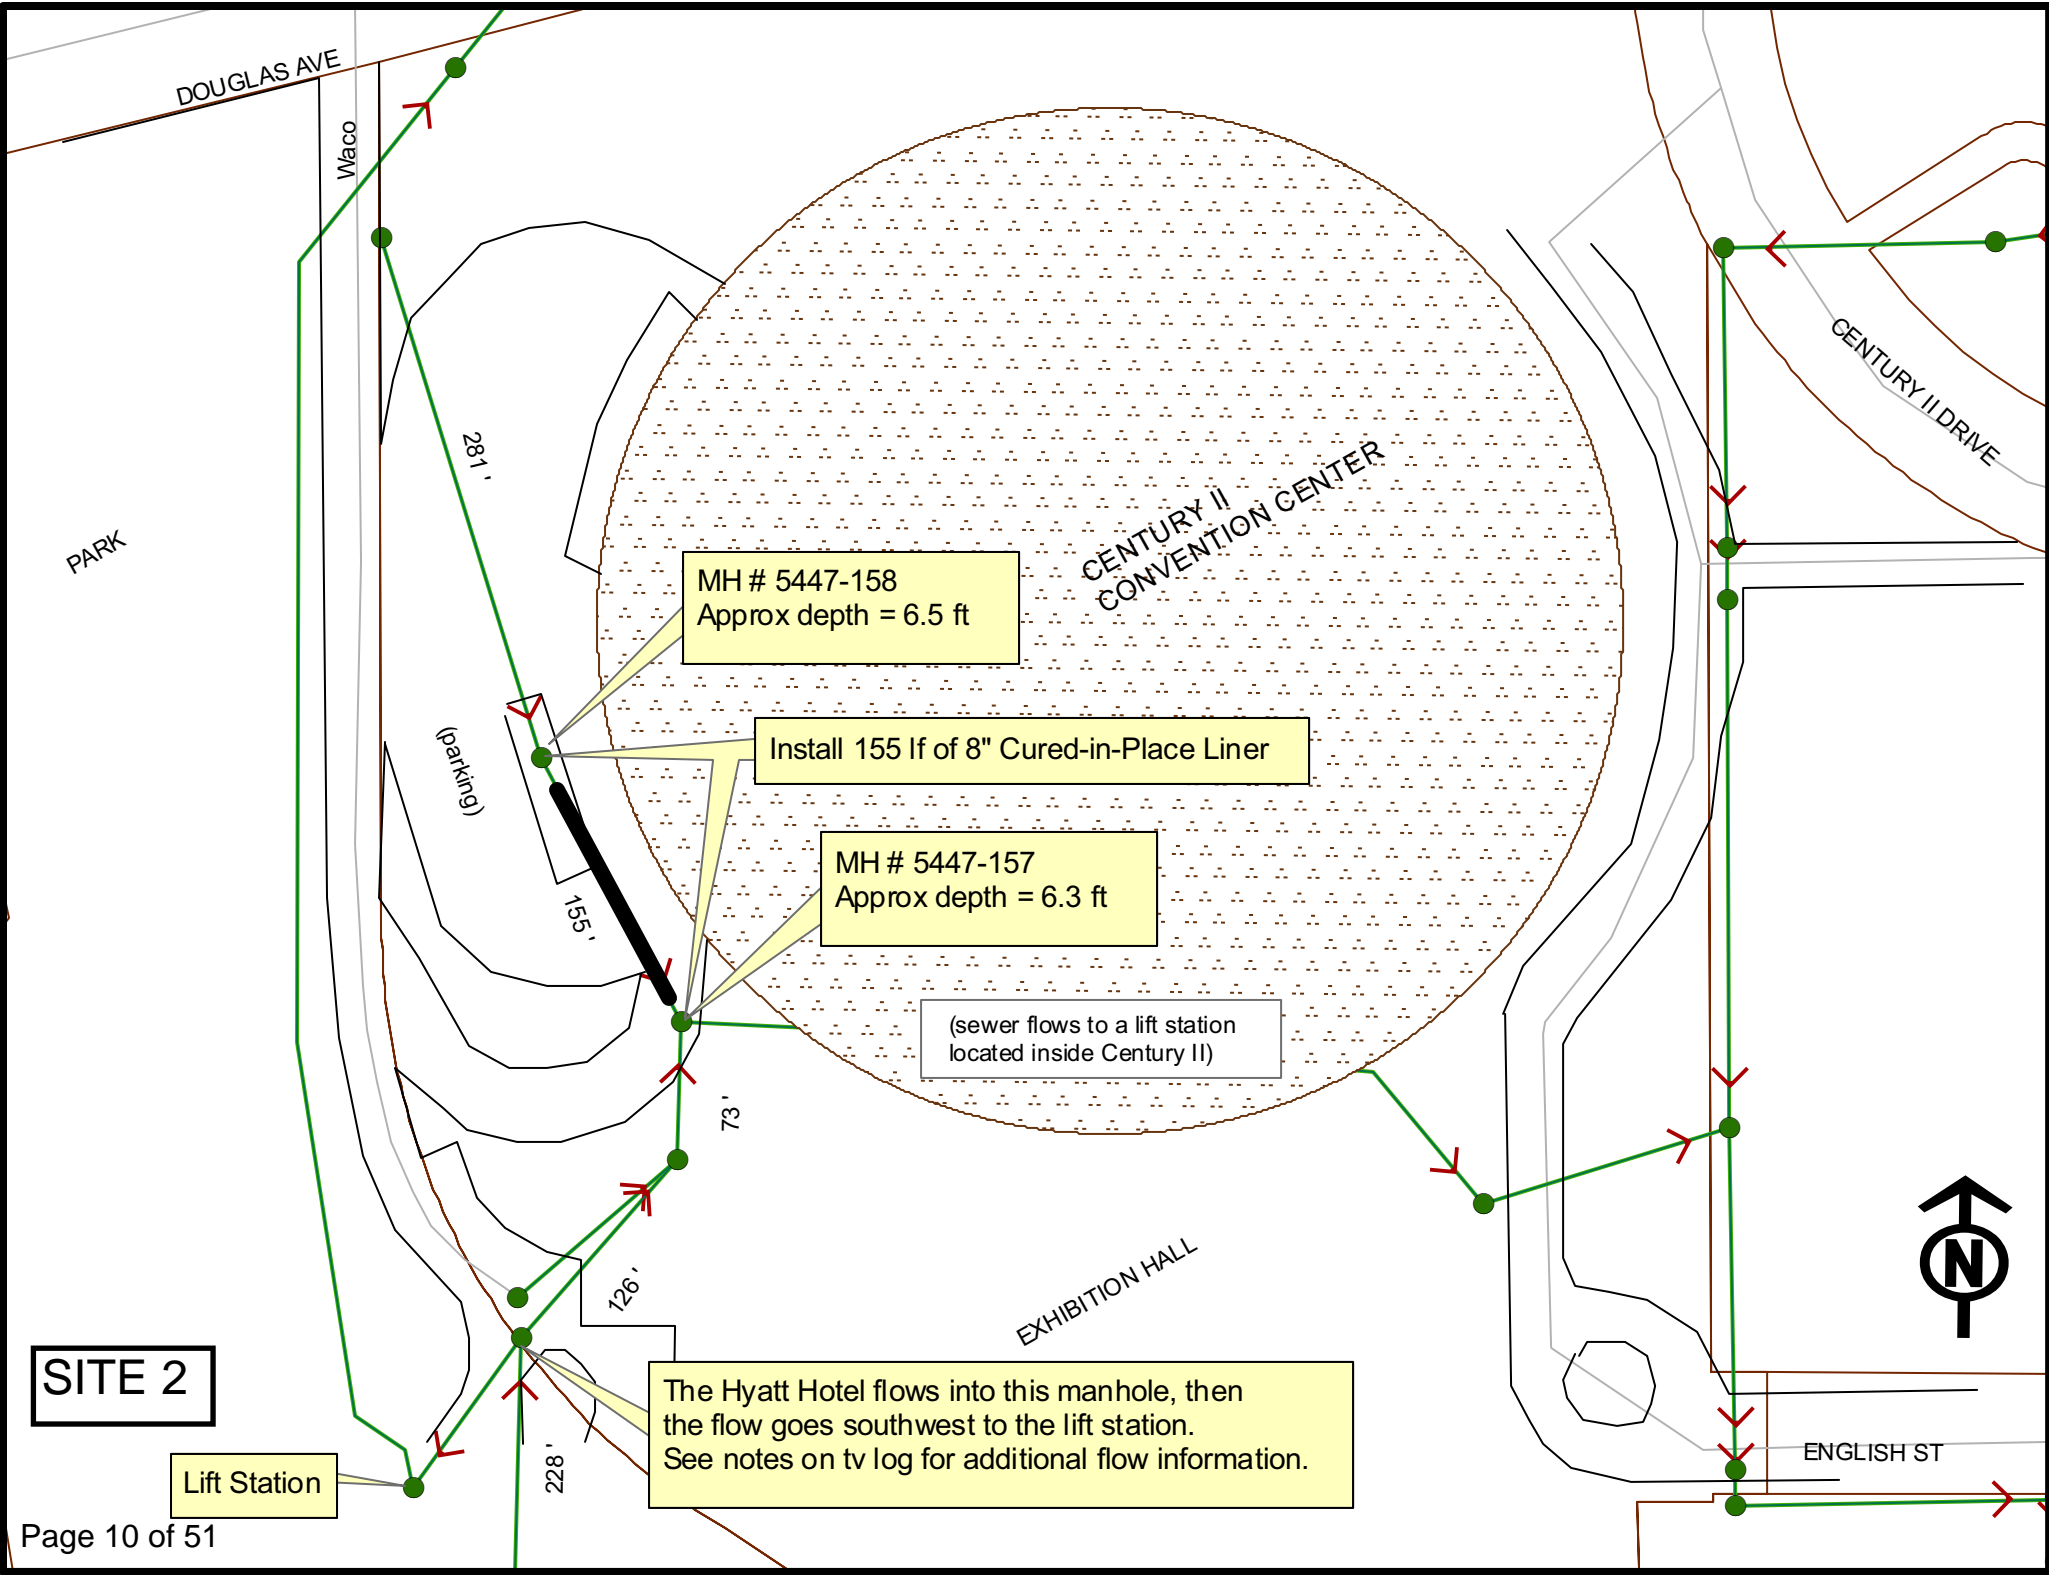 DOUGLAS AVE
Waco
CENTURY II DRIVE
281 '
PARK
CENTURY II
CONVENTION CENTER
MH # 5447-158
Approx depth = 6.5 ft
(parking)
Install 155 lf of 8" Cured-in-Place Liner
MH # 5447-157
Approx depth = 6.3 ft
155 '
(sewer flows to a lift station
located inside Century II)
73 '
126 '
EXHIBITION HALL
N
SITE 2
The Hyatt Hotel flows into this manhole, then
the flow goes southwest to the lift station.
See notes on tv log for additional flow information.
228 '
ENGLISH ST
Lift Station
Page 10 of 51